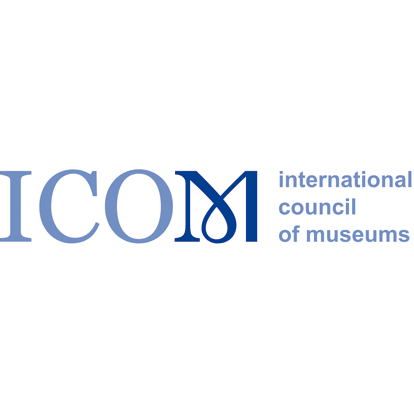 ICOM
international
council
of museums